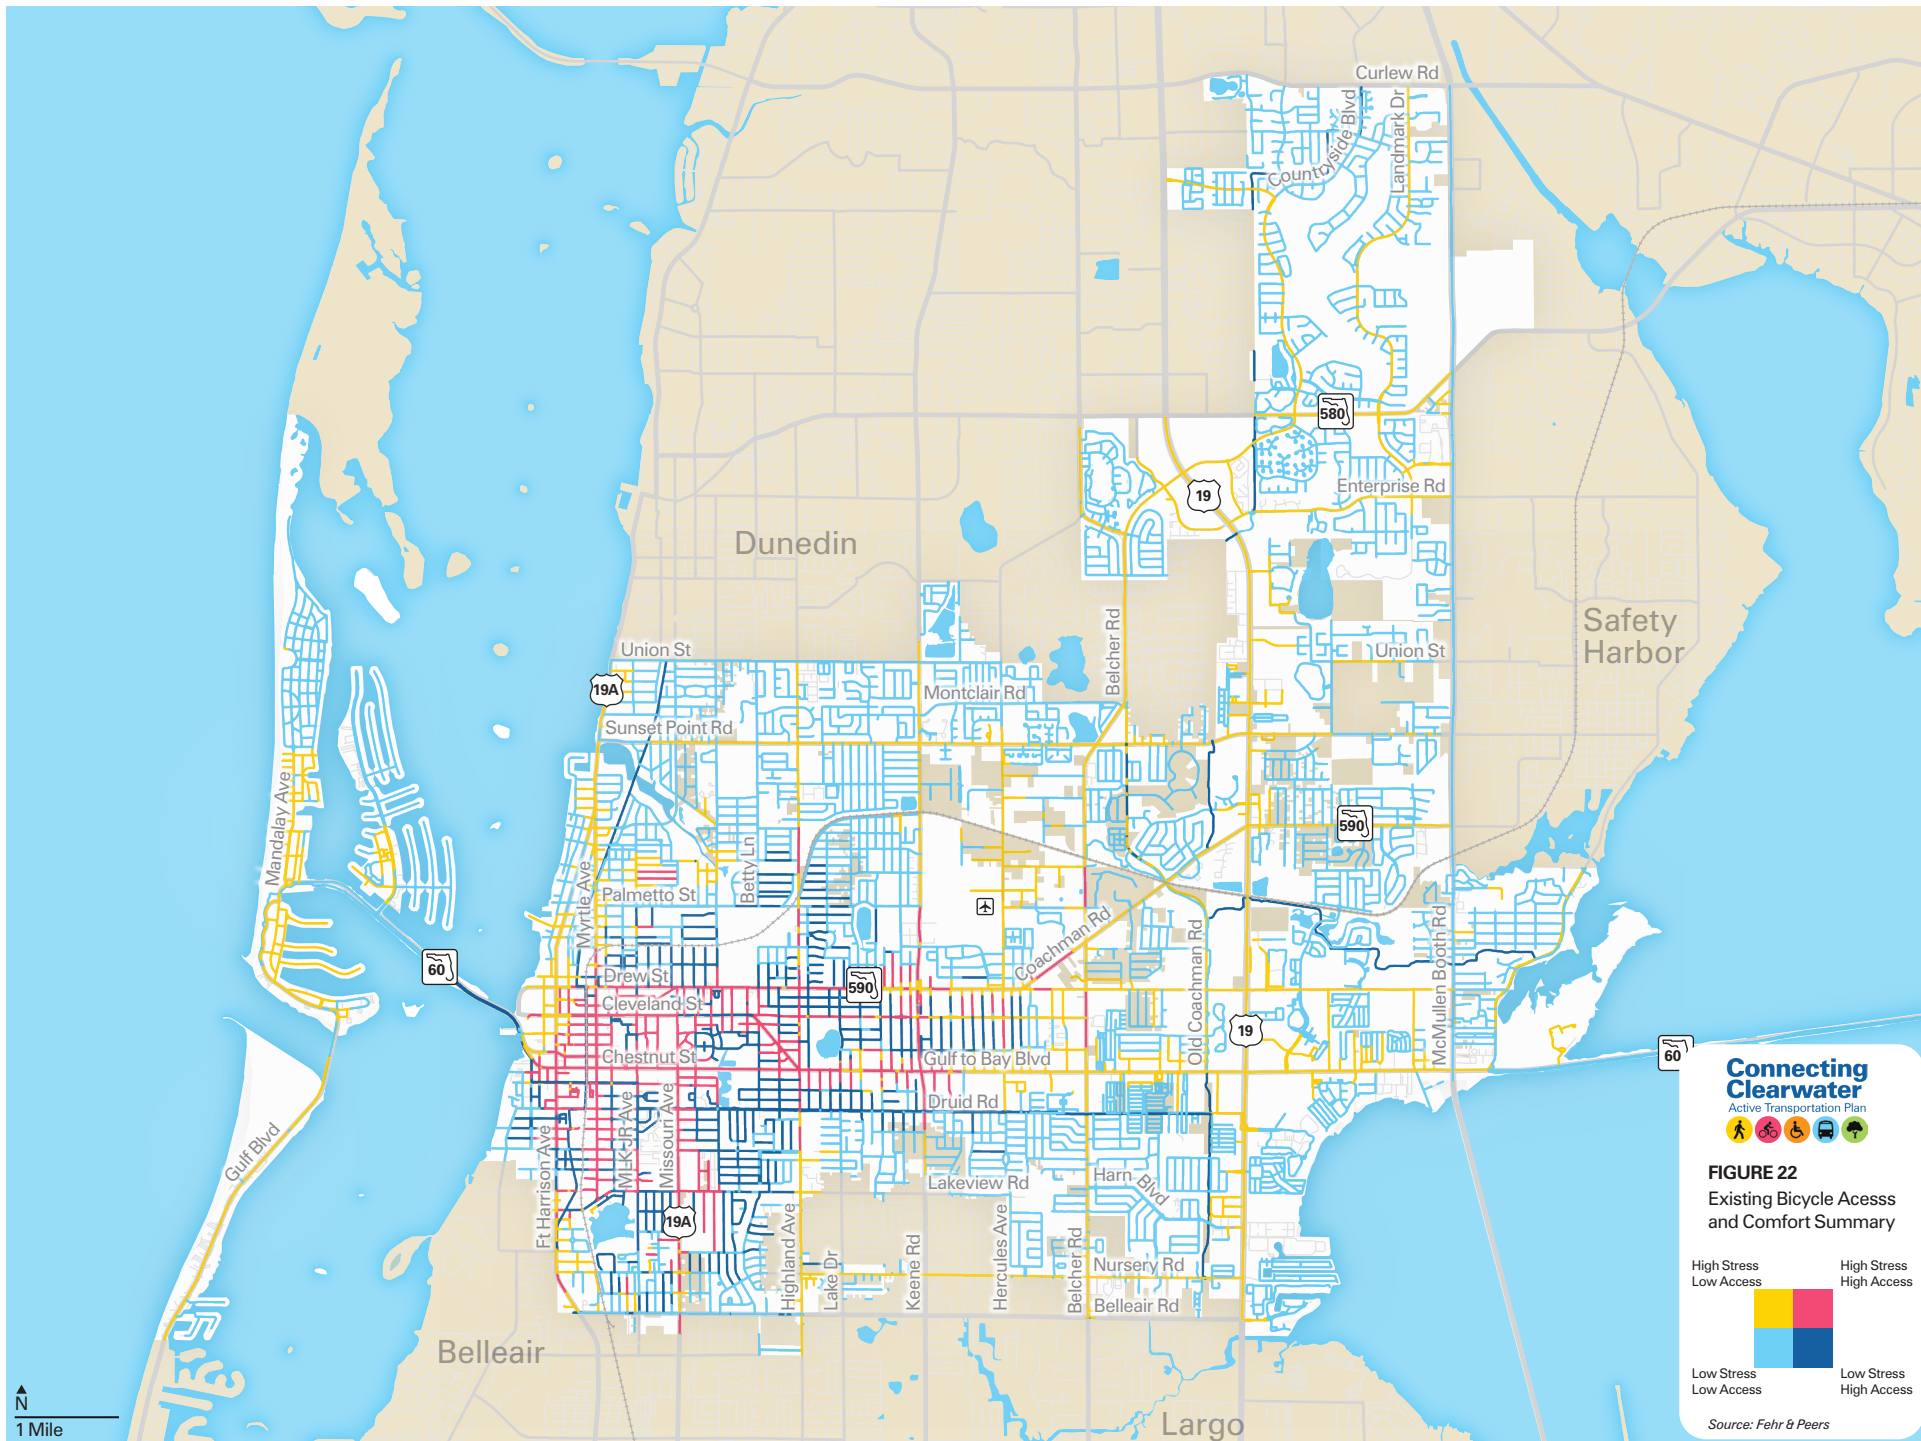 Curlew Rd
Countryside Blvd
Landmark Dr
580
19
Enterprise Rd
Dunedin
Safety
Harbor
Belcher Rd
Union St
Union St
19A
Montclair Rd
Sunset Point Rd
Mandalay Ave
590
Betty Ln
Myrtle Ave
Palmetto St
Coachman Rd
Old Coachman Rd
McMullen Booth Rd
60
Drew St
590
Cleveland St
19
Chestnut St
Gulf to Bay Blvd
60
Druid Rd
Gulf Blvd
Ft Harrison Ave
MLK JR Ave
Missouri Ave
Lakeview Rd
Harn Blvd
19A
Highland Ave
Lake Dr
Keene Rd
Hercules Ave
Belcher Rd
Nursery Rd
Belleair Rd
Belleair
Largo
N
1 Mile
Connecting
Clearwater
Active Transportation Plan
FIGURE 22
Existing Bicycle Acesss
and Comfort Summary
High Stress
Low Access
High Stress
High Access
Low Stress
Low Access
Low Stress
High Access
Source: Fehr & Peers